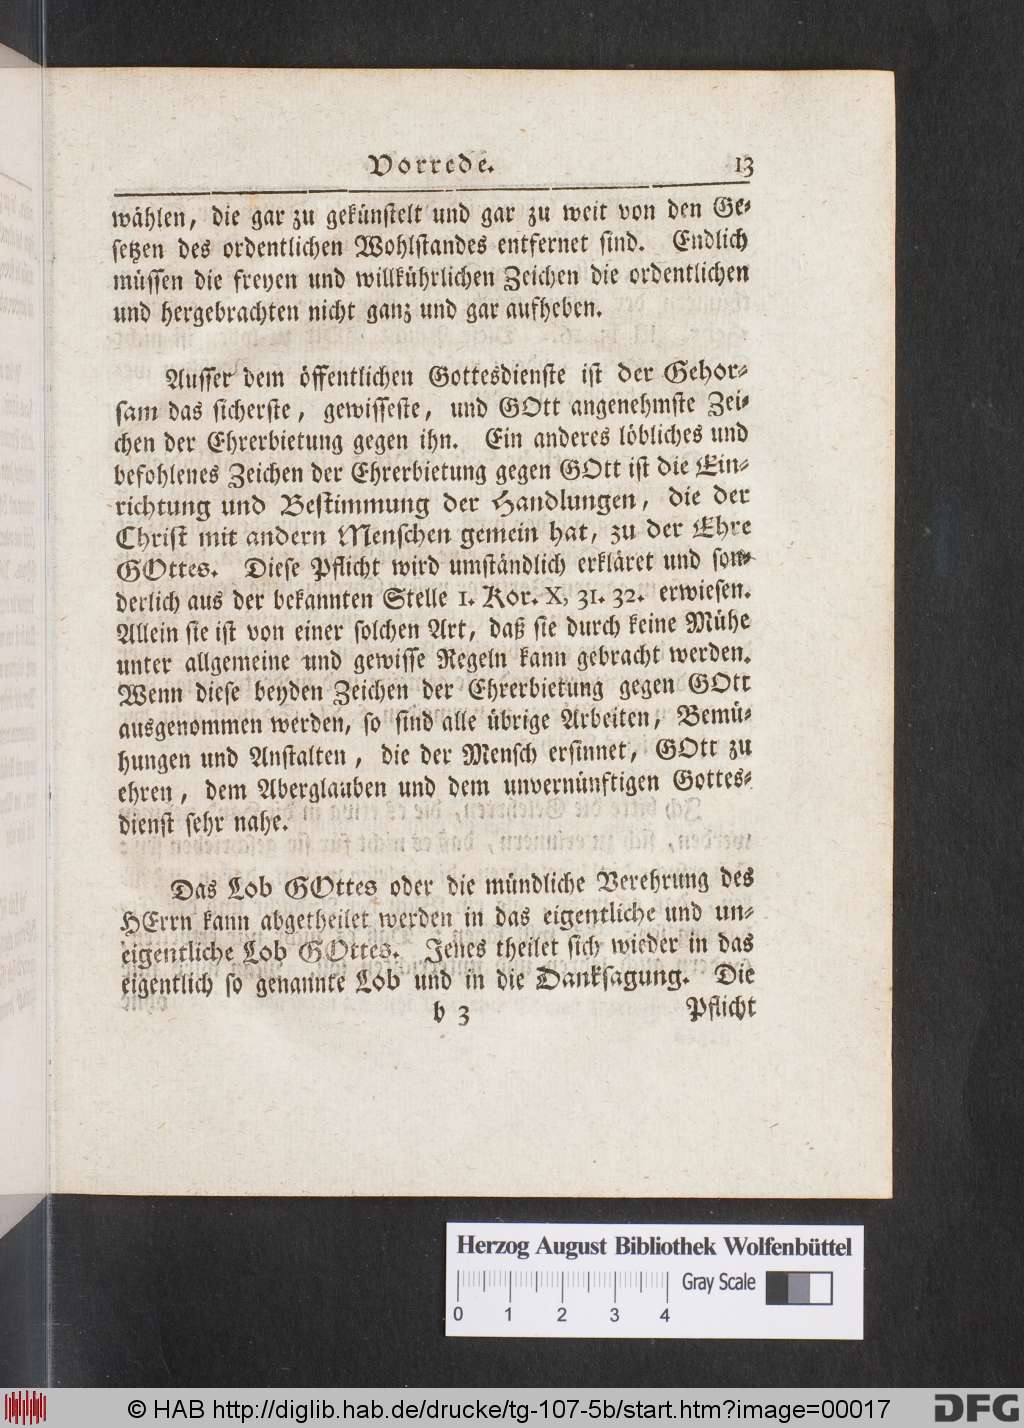 Vorrede. 13
wählen, die gar zu gekünstelt und gar zu weit von den Ge-
setzen des ordentlichen Wohlstandes entfernet sind. Endlich
müssen die freyen und willkührlichen Zeichen die ordentlichen
und hergebrachten nicht ganz und gar aufheben.
Ausser dem öffentlichen Gottesdienste ist der Gehor-
sam das sicherste, gewisseste, und GOtt angenehmste Zei-
chen der Ehrerbietung gegen ihn. Ein anderes löbliches und
befohlenes Zeichen der Ehrerbietung gegen GOtt ist die Ein-
richtung und Bestimmung der Handlungen, die der
Christ mit andern Menschen gemein hat, zu der Ehre
GOttes. Diese Pflicht wird umständlich erkläret und son-
derlich aus der bekannten Stelle 1. Kor. X, 31. 32. erwiesen.
Allein sie ist von einer solchen Art, daß sie durch keine Mühe
unter allgemeine und gewisse Regeln kann gebracht werden.
Wenn diese beyden Zeichen der Ehrerbietung gegen GOtt
ausgenommen werden, so sind alle übrige Arbeiten, Bemü-
hungen und Anstalten, die der Mensch ersinnet, GOtt zu
ehren, dem Aberglauben und dem unvernünftigen Gottes-
dienst sehr nahe.
Das Lob GOttes oder die mündliche Verehrung des
HErrn kann abgetheilet werden in das eigentliche und un-
eigentliche Lob GOttes. Jenes theilet sich wieder in das
eigentlich so genannte Lob und in die Danksagung. Die
b 3 Pflicht
Herzog August Bibliothek Wolfenbüttel
Gray Scale
0 1 2 3 4
© HAB http://diglib.hab.de/drucke/tg-107-5b/start.htm?image=00017
DFG